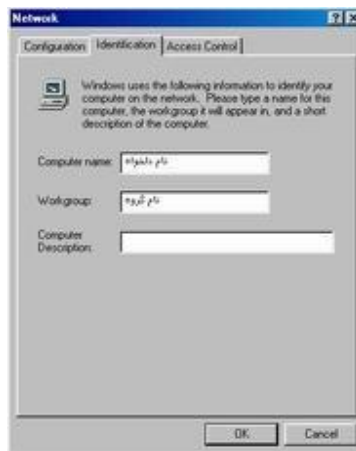 Network
Configuration Identification Access Control
Windows uses the following information to identify your
computer on the network. Please type a name for this
computer, the workgroup it will appear in, and a short
description of the computer.
Computer name: نام دلخواه
Workgroup: نام گروه
Computer
Description:
OK Cancel